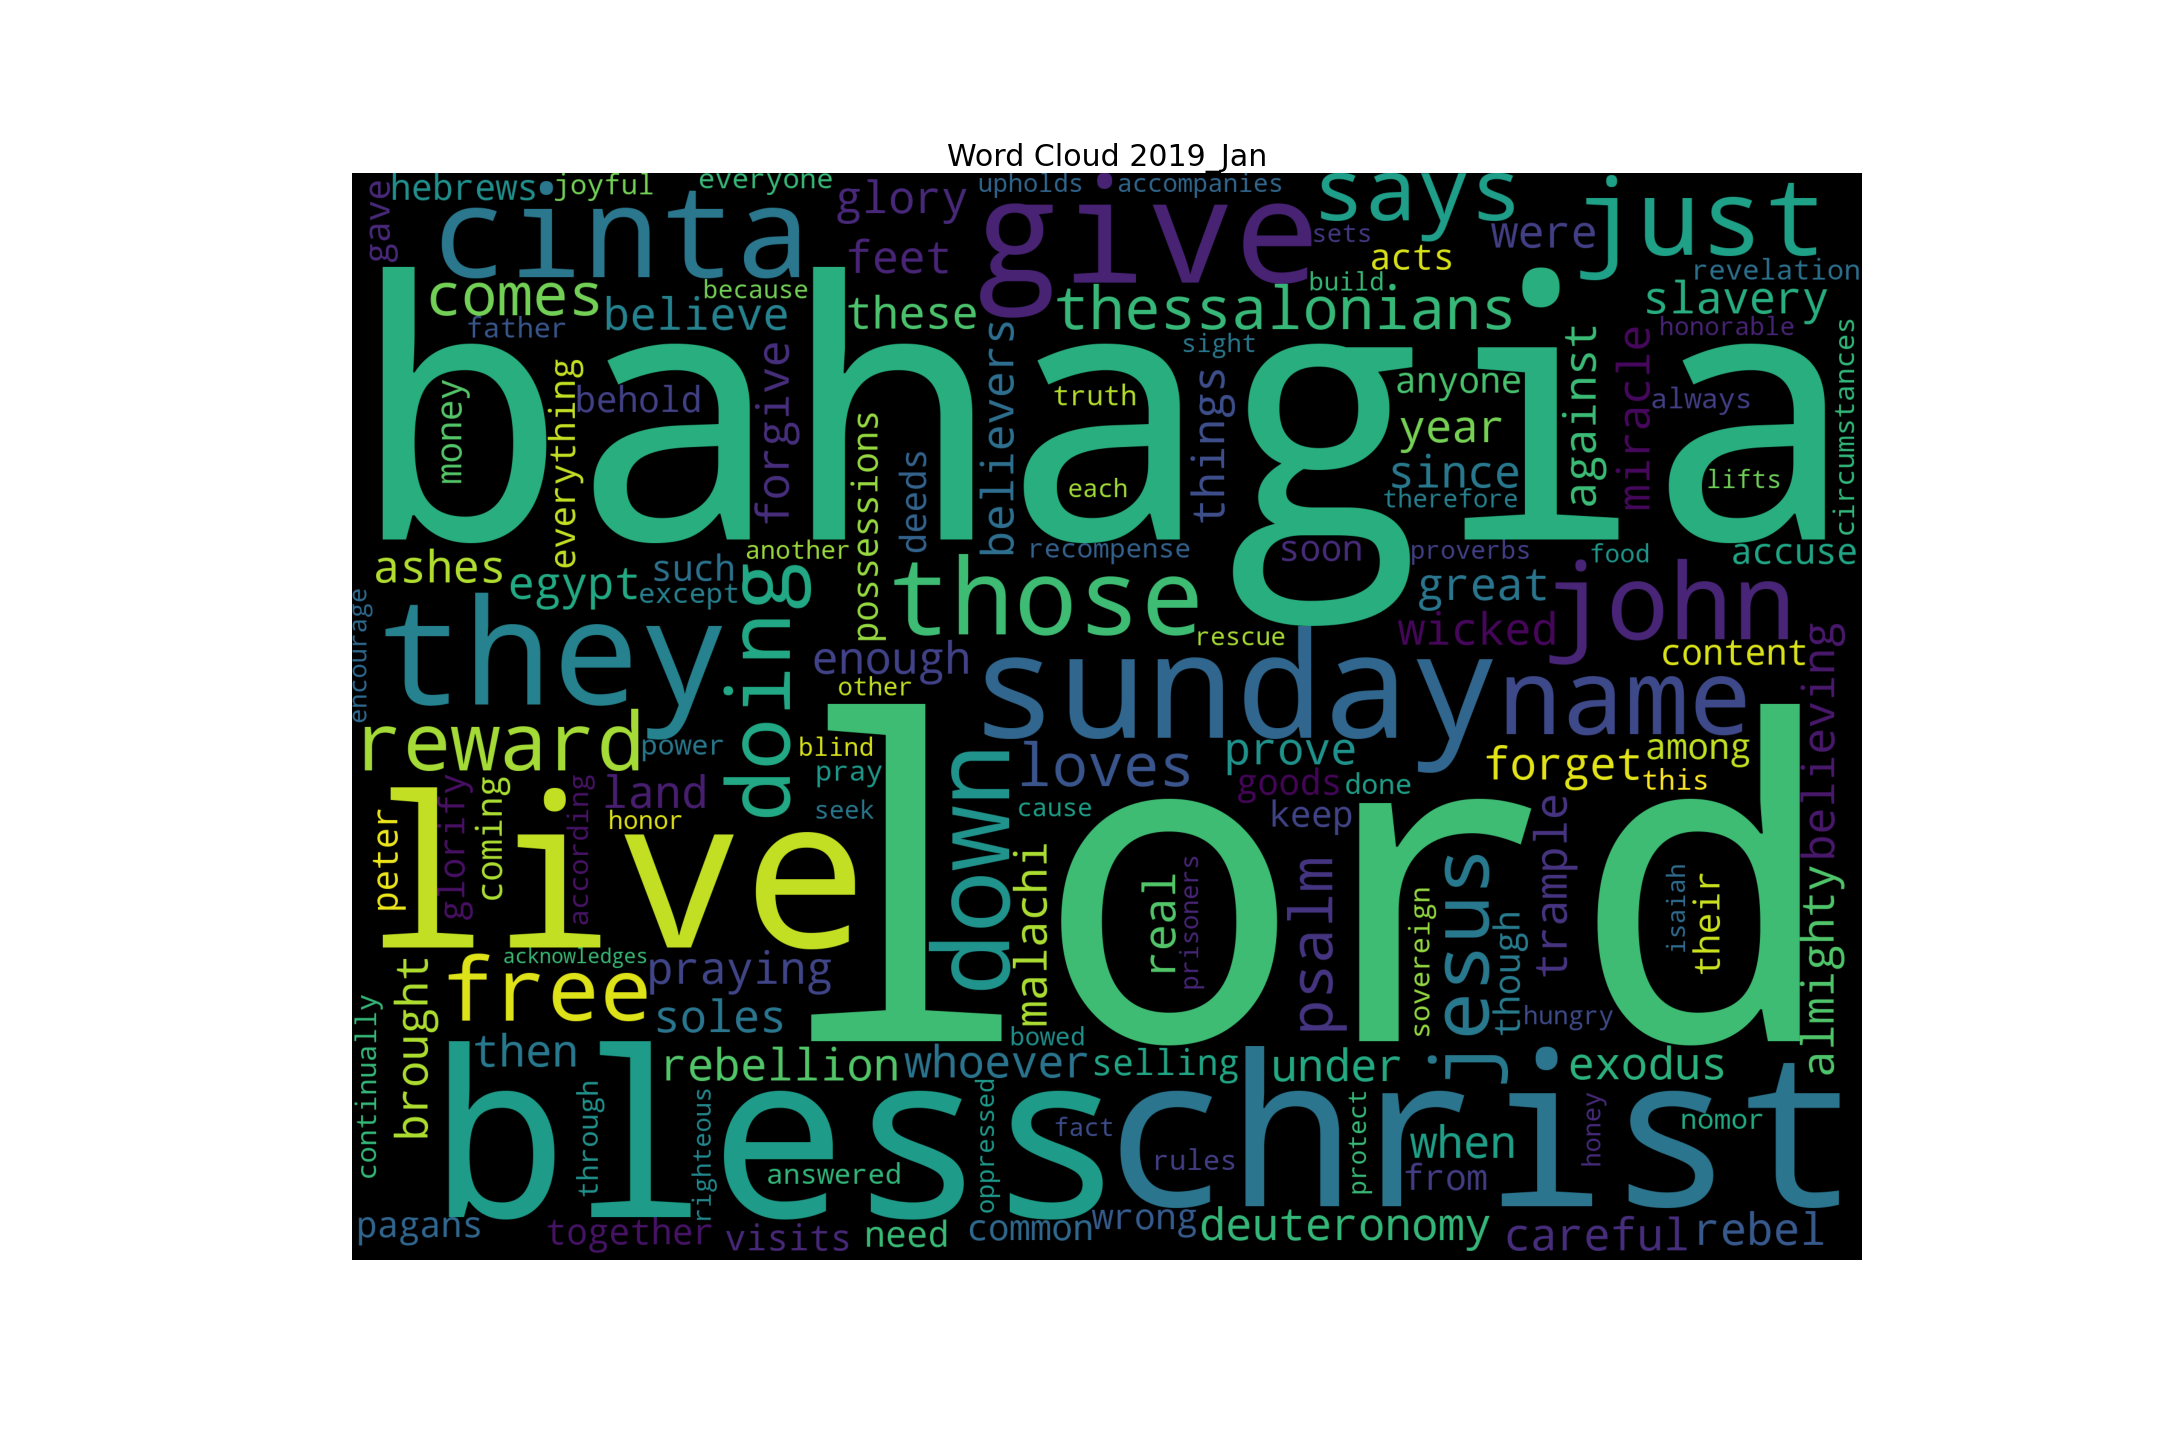 Word Cloud 2019_Jan
gave
hebrews
joyful
everyone
glory
upholds
accompanies
says
just
cinta
give
sets
were
feet
acts
revelation
comes
because
build
slavery
father
believe
these
thessalonians
honorable
bahagia
sight
against
miracle
circumstances
money
everything
behold
forgive
believers
truth
things
anyone
always
year
possessions
deeds
each
since
therefore
lifts
ashes
another
recompense
soon
proverbs
food
accuse
egypt
such
except
doing
those
great
john
encourage
they
rescue
wicked
enough
content
believing
other
sunday
name
reward
power
blind
down
loves
prove
forget
among
this
pray
goods
done
glorify
coming
according
land
honor
seek
cause
keep
trample
peter
live
lord
malachi
real
prisoners
psalm
sovereign
jesus
though
isaiah
their
almighty
acknowledges
free
praying
brought
soles
hungry
continually
bowed
then
rebellion
whoever
selling
under
exodus
bless
christ
through
righteous
answered
oppressed
fact
rules
protect
when
from
honey
nomor
pagans
together
visits
need
common
wrong
deuteronomy
careful
rebel